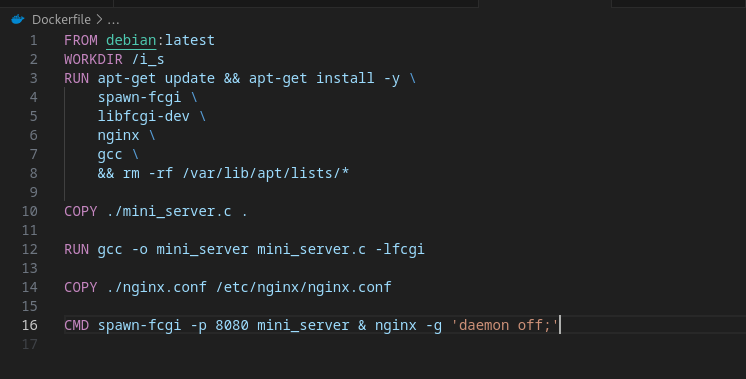 Dockerfile > ...
1 FROM debian:latest
2 WORKDIR /i_s
3 RUN apt-get update && apt-get install -y \
4     spawn-fcgi \
5     libfcgi-dev \
6     nginx \
7     gcc \
8     && rm -rf /var/lib/apt/lists/*
9
10 COPY ./mini_server.c .
11
12 RUN gcc -o mini_server mini_server.c -lfcgi
13
14 COPY ./nginx.conf /etc/nginx/nginx.conf
15
16 CMD spawn-fcgi -p 8080 mini_server & nginx -g 'daemon off;'
17